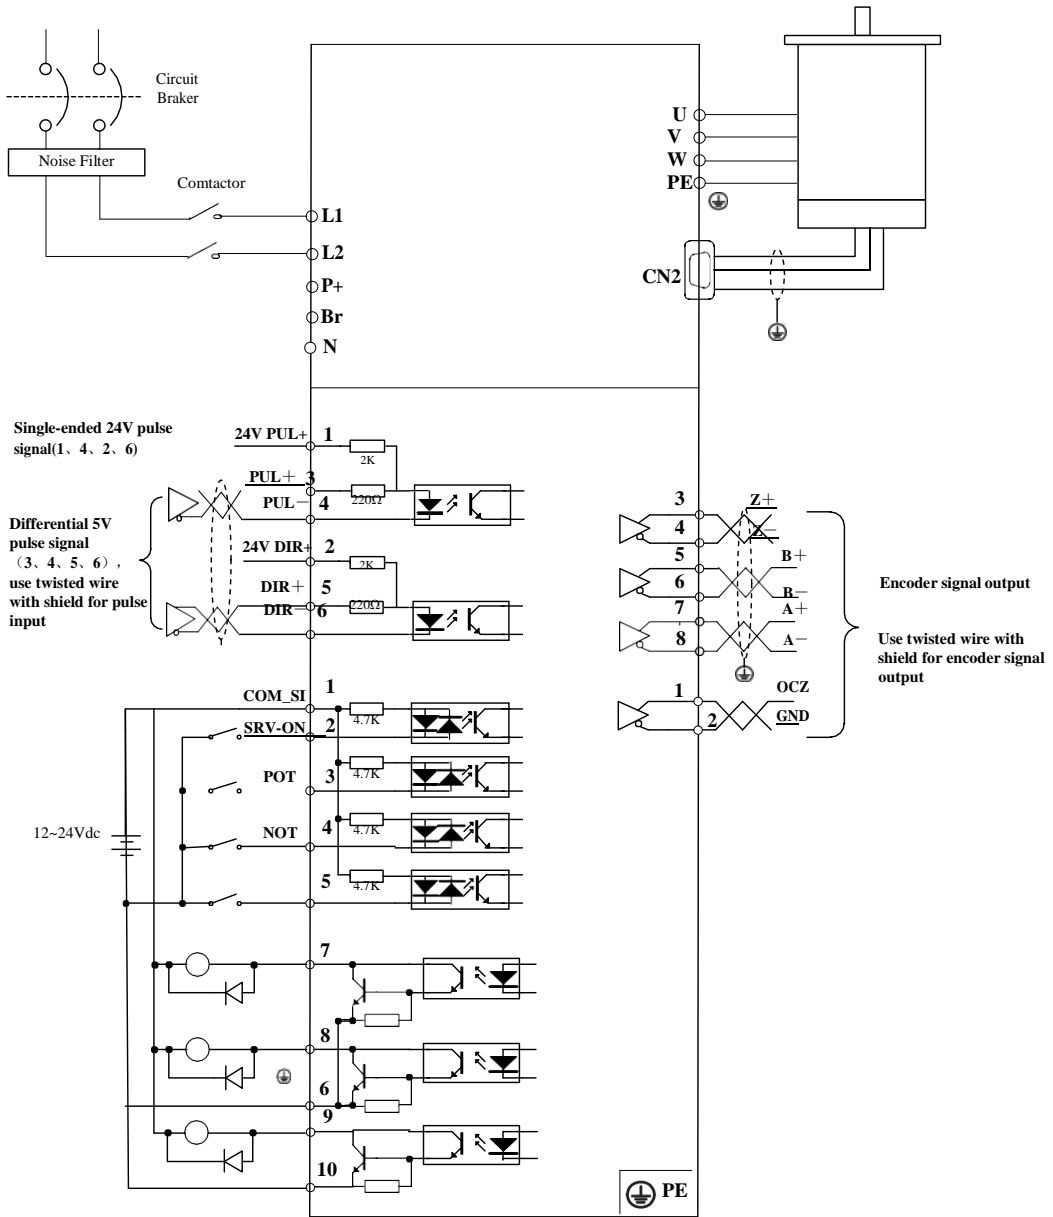 Circuit
Braker
Noise Filter
Comtactor
L1
L2
P+
Br
N
U
V
W
PE
CN2
Single-ended 24V pulse
signal(1、4、2、6)
24V PUL+ 1
2K
PUL＋ 3
220Ω
PUL－ 4
Differential 5V
pulse signal
（3、4、5、6）,
use twisted wire
with shield for pulse
input
24V DIR+ 2
2K
DIR＋ 5
220Ω
DIR－ 6
3 Z＋
4 Z－
5 B＋
6 B－
7 A＋
8 A－
1 OCZ
2 GND
Encoder signal output
Use twisted wire with
shield for encoder signal
output
COM_SI 1
4.7K
SRV-ON 2
4.7K
POT 3
4.7K
NOT 4
4.7K
5
12~24Vdc
7
8
6
9
10
PE